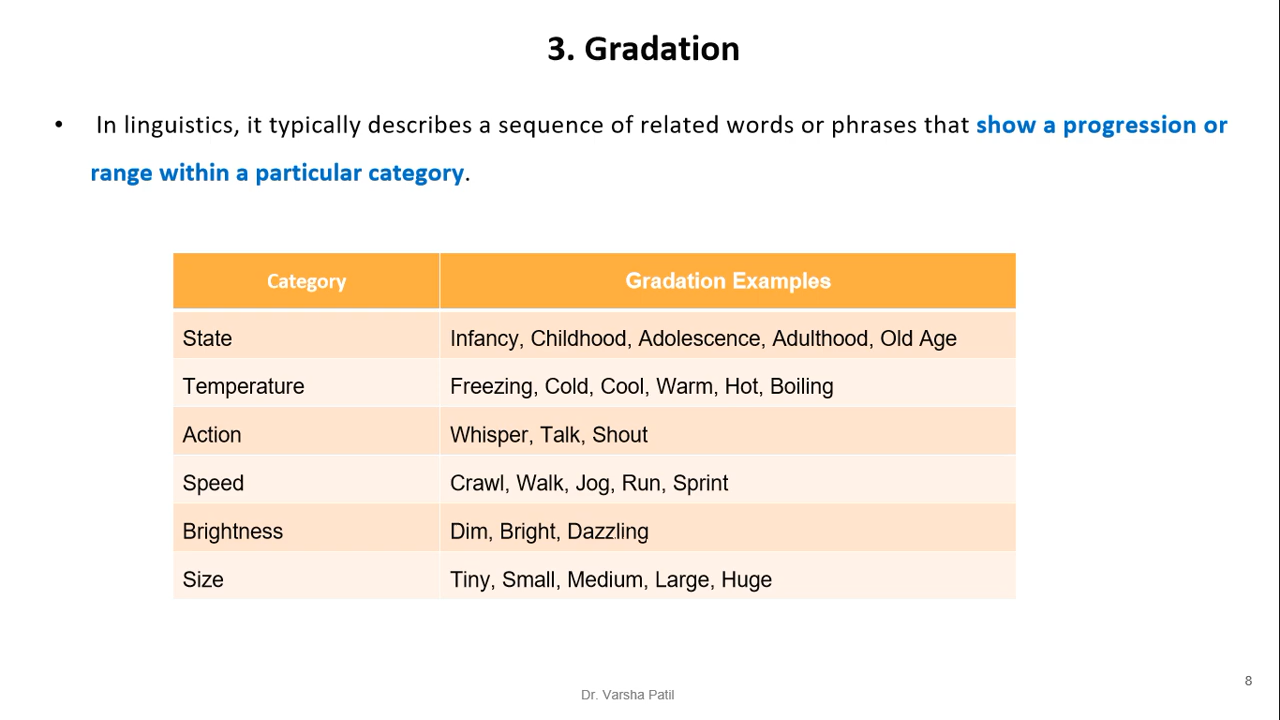 3. Gradation
• In linguistics, it typically describes a sequence of related words or phrases that show a progression or
range within a particular category.
Category Gradation Examples
State Infancy, Childhood, Adolescence, Adulthood, Old Age
Temperature Freezing, Cold, Cool, Warm, Hot, Boiling
Action Whisper, Talk, Shout
Speed Crawl, Walk, Jog, Run, Sprint
Brightness Dim, Bright, Dazzling
Size Tiny, Small, Medium, Large, Huge
8
Dr. Varsha Patil